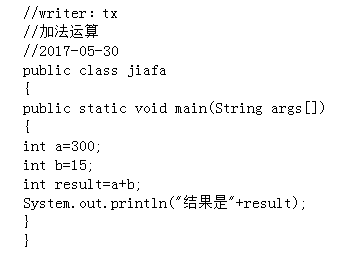 //writer：tx
//加法运算
//2017-05-30
public class jiafa
{
public static void main(String args[])
{
int a=300;
int b=15;
int result=a+b;
System.out.println("结果是"+result);
}
}